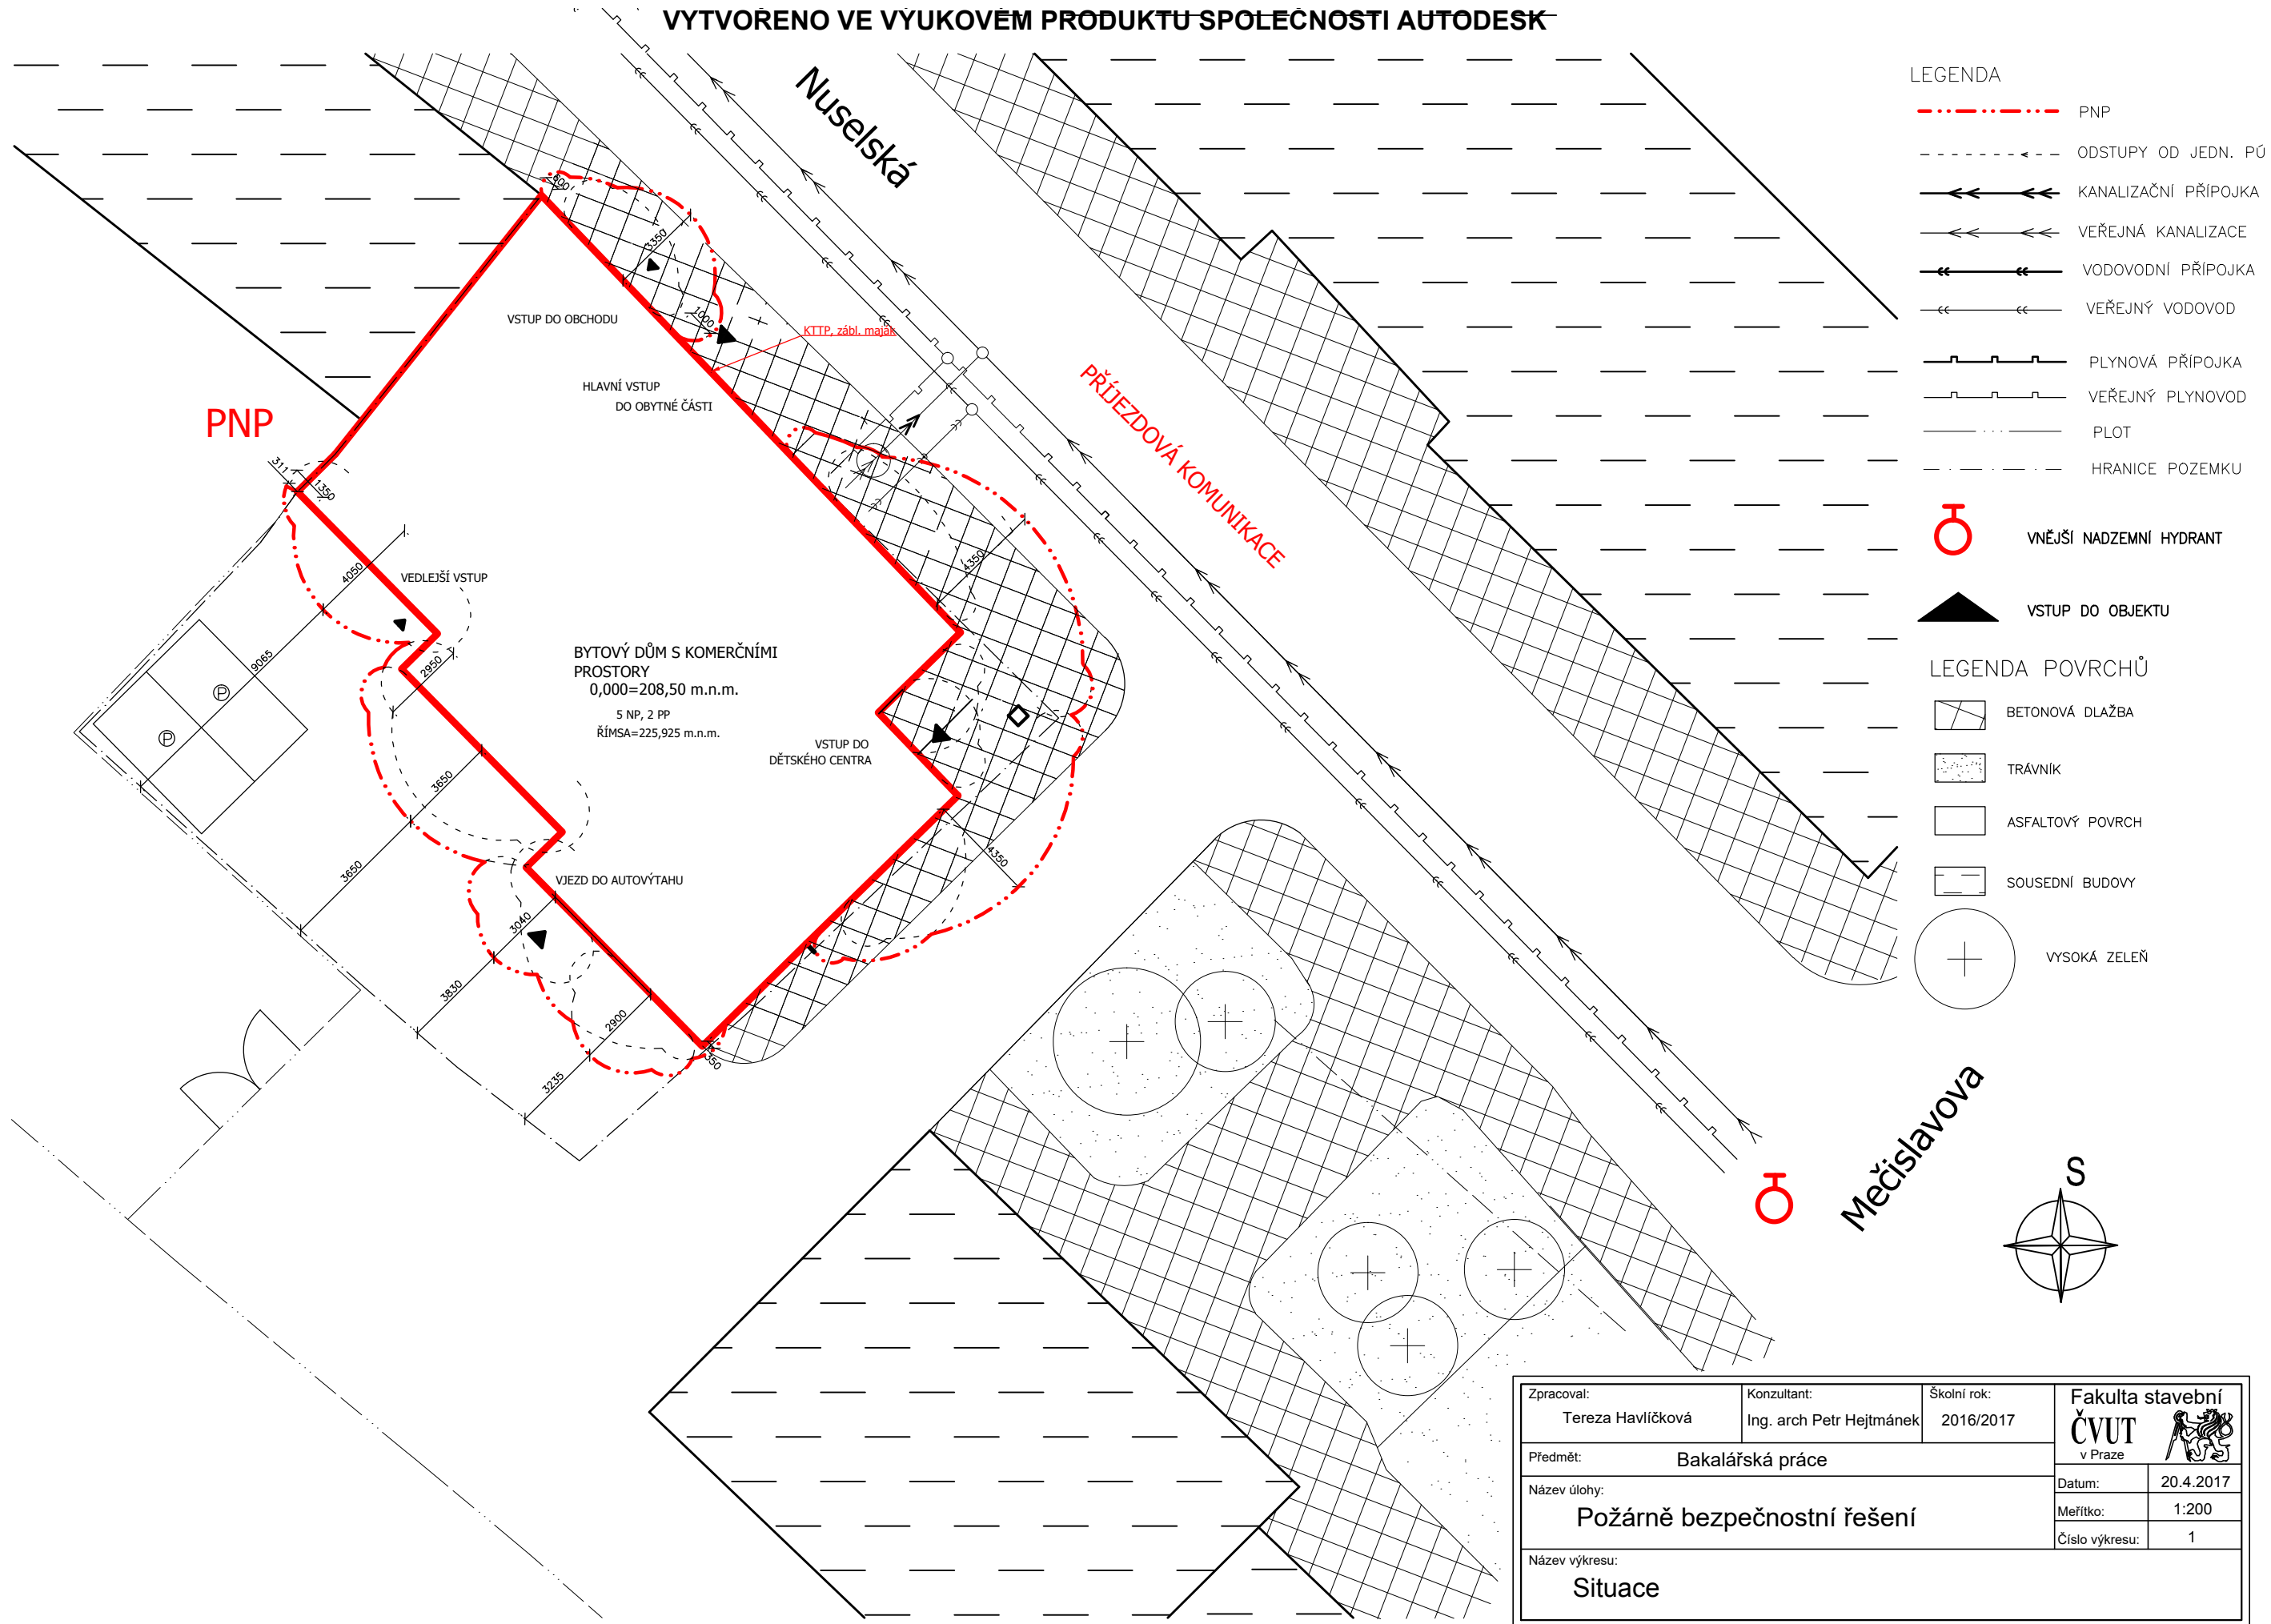 VYTVOŘENO VE VÝUKOVÉM PRODUKTU SPOLEČNOSTI AUTODESK
Nuselská
PŘÍJEZDOVÁ KOMUNIKACE
Mečislavova
PNP
KTTP, zábl. maják
VSTUP DO OBCHODU
HLAVNÍ VSTUP
DO OBYTNÉ ČÁSTI
VEDLEJŠÍ VSTUP
BYTOVÝ DŮM S KOMERČNÍMI
PROSTORY
0,000=208,50 m.n.m.
5 NP, 2 PP
ŘÍMSA=225,925 m.n.m.
VSTUP DO
DĚTSKÉHO CENTRA
VJEZD DO AUTOVÝTAHU
600
3350
1000
4350
4350
311
1350
4050
9065
2950
3650
3650
3040
3830
2900
3235
350
P
P
LEGENDA
PNP
ODSTUPY OD JEDN. PÚ
KANALIZAČNÍ PŘÍPOJKA
VEŘEJNÁ KANALIZACE
VODOVODNÍ PŘÍPOJKA
VEŘEJNÝ VODOVOD
PLYNOVÁ PŘÍPOJKA
VEŘEJNÝ PLYNOVOD
PLOT
HRANICE POZEMKU
VNĚJŠÍ NADZEMNÍ HYDRANT
VSTUP DO OBJEKTU
LEGENDA POVRCHŮ
BETONOVÁ DLAŽBA
TRÁVNÍK
ASFALTOVÝ POVRCH
SOUSEDNÍ BUDOVY
VYSOKÁ ZELEŇ
S
Zpracoval:
Tereza Havlíčková
Konzultant:
Ing. arch Petr Hejtmánek
Školní rok:
2016/2017
Fakulta stavební
ČVUT
v Praze
Předmět:
Bakalářská práce
Datum:
20.4.2017
Název úlohy:
Požárně bezpečnostní řešení
Meřítko:
1:200
Číslo výkresu:
1
Název výkresu:
Situace